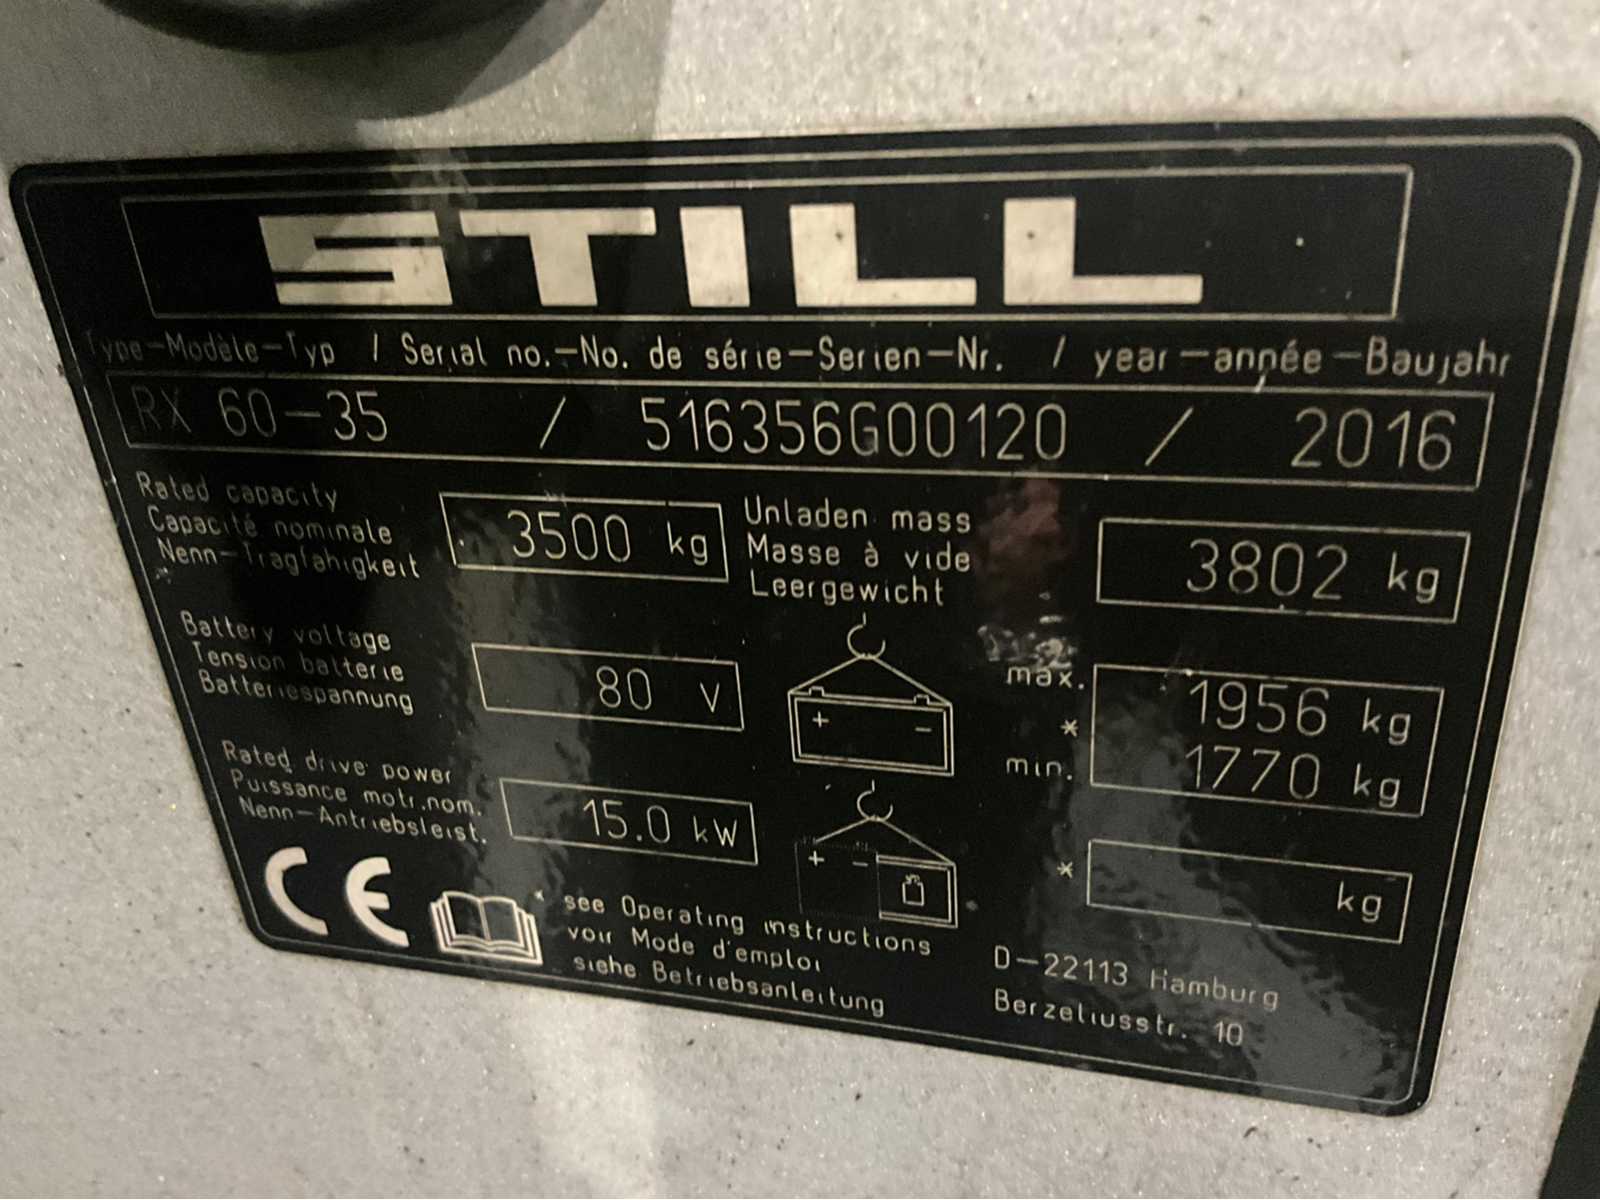 STILL
Type-Modèle-Typ / Serial no.-No. de série-Serien-Nr. / year-année-Baujahr
RX 60-35 / 516356G00120 / 2016
Rated capacity
Capacité nominale
Nenn-Tragfähigkeit
3500 kg
Unladen mass
Masse à vide
Leergewicht
3802 kg
Battery voltage
Tension batterie
Batteriespannung
80 V
+ -
max. 1956 kg
*
min. 1770 kg
Rated drive power
Puissance motr.nom.
Nenn-Antriebsleist.
15.0 kW
+ -
* kg
CE
* see Operating instructions
voir Mode d'emploi
siehe Betriebsanleitung
D-22113 Hamburg
Berzeliusstr. 10